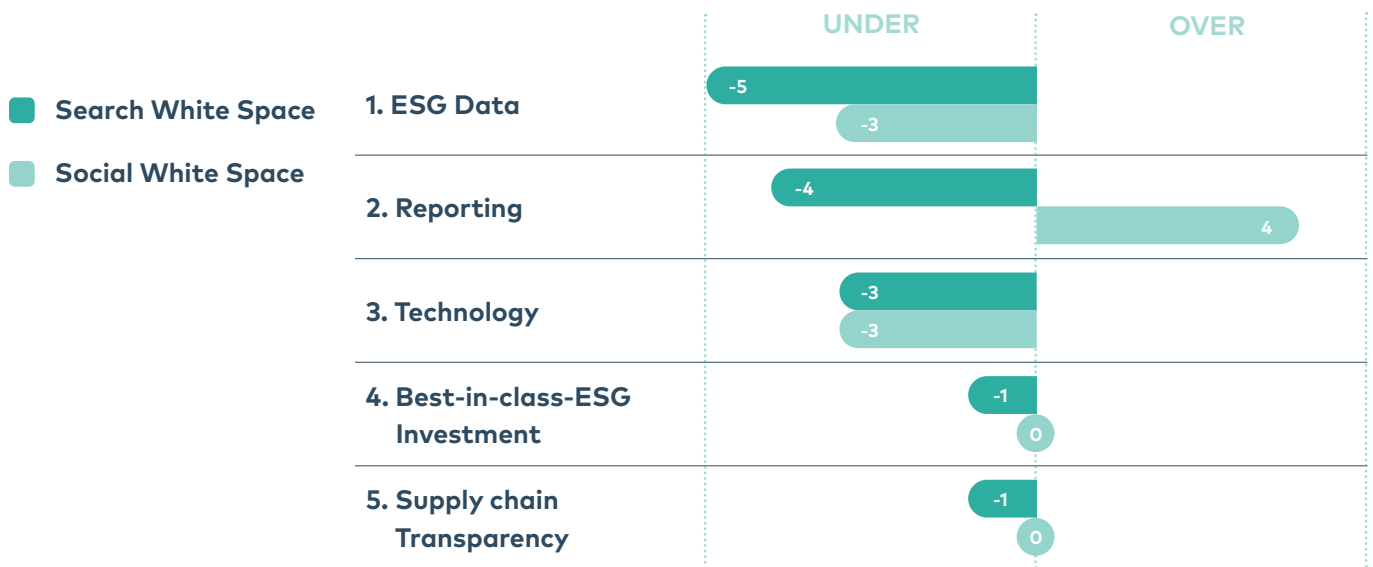 UNDER
OVER
Search White Space
Social White Space
1. ESG Data
-5
-3
2. Reporting
-4
4
3. Technology
-3
-3
4. Best-in-class-ESG
Investment
-1
0
5. Supply chain
Transparency
-1
0